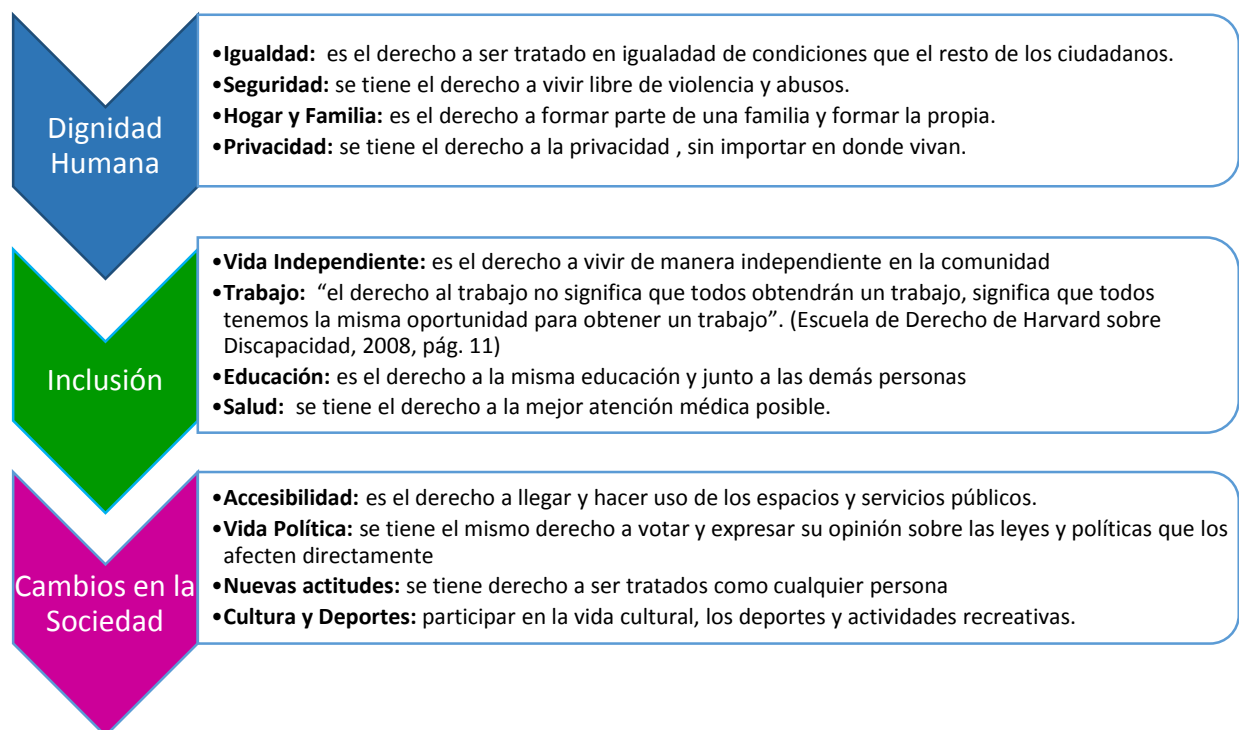 Dignidad
Humana
•Igualdad: es el derecho a ser tratado en igualadad de condiciones que el resto de los ciudadanos.
•Seguridad: se tiene el derecho a vivir libre de violencia y abusos.
•Hogar y Familia: es el derecho a formar parte de una familia y formar la propia.
•Privacidad: se tiene el derecho a la privacidad , sin importar en donde vivan.
Inclusión
•Vida Independiente: es el derecho a vivir de manera independiente en la comunidad
•Trabajo: “el derecho al trabajo no significa que todos obtendrán un trabajo, significa que todos
tenemos la misma oportunidad para obtener un trabajo”. (Escuela de Derecho de Harvard sobre
Discapacidad, 2008, pág. 11)
•Educación: es el derecho a la misma educación y junto a las demás personas
•Salud: se tiene el derecho a la mejor atención médica posible.
Cambios en la
Sociedad
•Accesibilidad: es el derecho a llegar y hacer uso de los espacios y servicios públicos.
•Vida Política: se tiene el mismo derecho a votar y expresar su opinión sobre las leyes y políticas que los
afecten directamente
•Nuevas actitudes: se tiene derecho a ser tratados como cualquier persona
•Cultura y Deportes: participar en la vida cultural, los deportes y actividades recreativas.